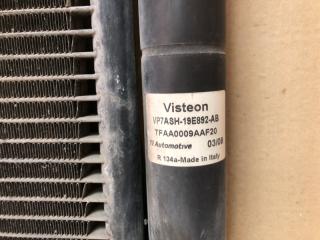 Visteon
VP7ASH-19E892-AB
TFAA0009AAF20
Automotive 03/08
R 134a-Made in Italy